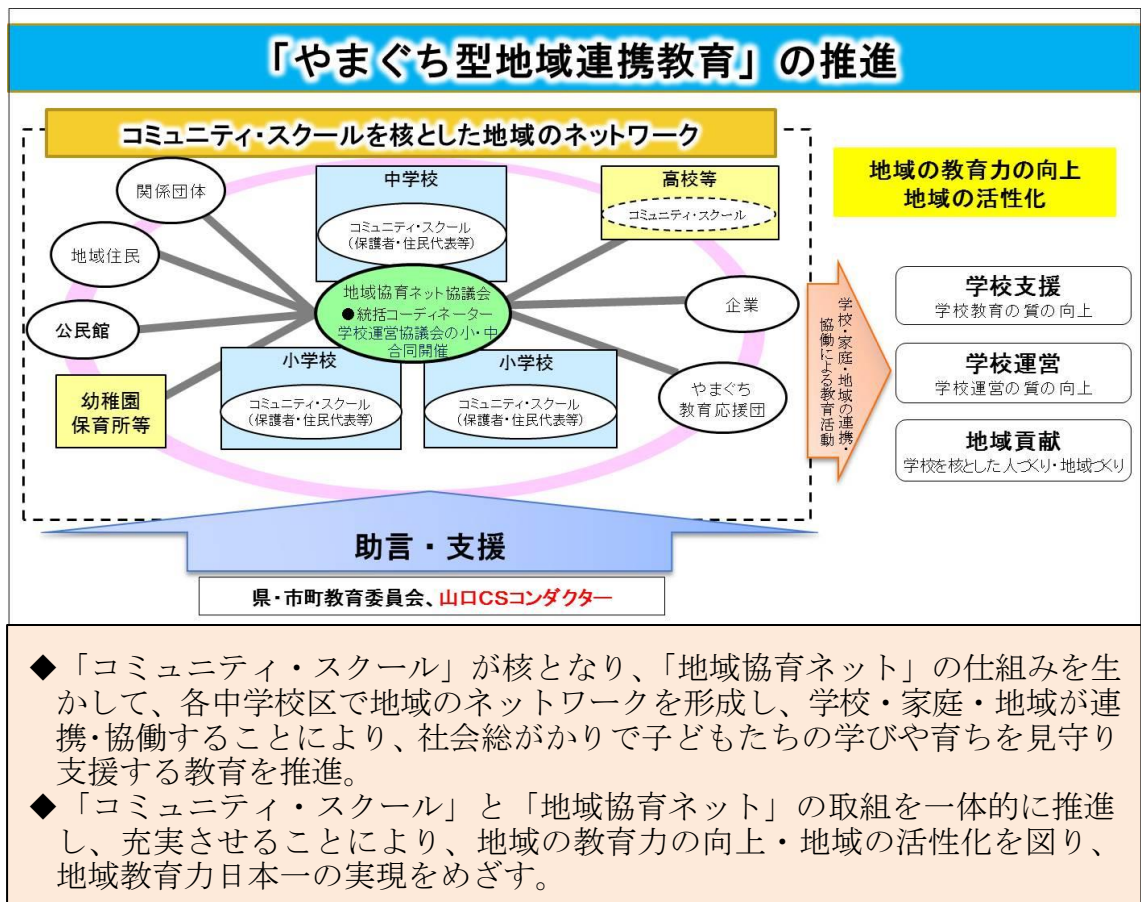 「やまぐち型地域連携教育」の推進
コミュニティ・スクールを核とした地域のネットワーク
関係団体
地域住民
公民館
幼稚園
保育所等
中学校
コミュニティ・スクール
(保護者・住民代表等)
高校等
コミュニティ・スクール
地域協育ネット協議会
●統括コーディネーター
学校運営協議会の小・中
合同開催
小学校
コミュニティ・スクール
(保護者・住民代表等)
小学校
コミュニティ・スクール
(保護者・住民代表等)
企業
やまぐち
教育応援団
学校・家庭・地域の連携・
協働による教育活動
地域の教育力の向上
地域の活性化
学校支援
学校教育の質の向上
学校運営
学校運営の質の向上
地域貢献
学校を核とした人づくり・地域づくり
助言・支援
県・市町教育委員会、山口CSコンダクター
◆「コミュニティ・スクール」が核となり、「地域協育ネット」の仕組みを生
かして、各中学校区で地域のネットワークを形成し、学校・家庭・地域が連
携・協働することにより、社会総がかりで子どもたちの学びや育ちを見守り
支援する教育を推進。
◆「コミュニティ・スクール」と「地域協育ネット」の取組を一体的に推進
し、充実させることにより、地域の教育力の向上・地域の活性化を図り、
地域教育力日本一の実現をめざす。